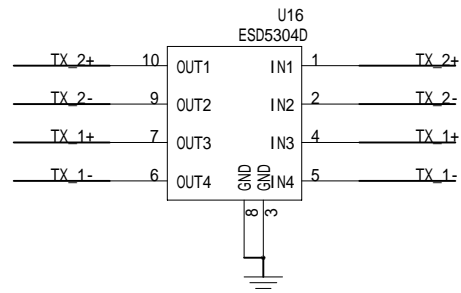 U16
ESD5304D
TX_2+ 10 OUT1 IN1 1 TX_2+
TX_2- 9 OUT2 IN2 2 TX_2-
TX_1+ 7 OUT3 IN3 4 TX_1+
TX_1- 6 OUT4 GND GND IN4 5 TX_1-
8 3